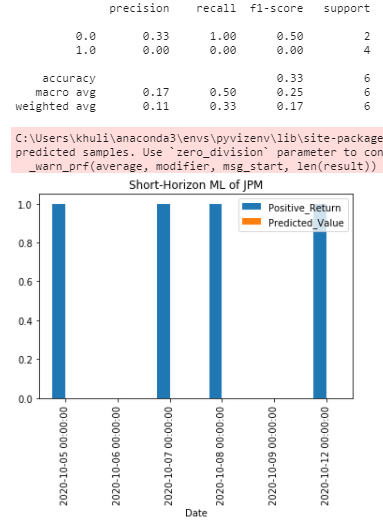 precision recall f1-score support
0.0 0.33 1.00 0.50 2
1.0 0.00 0.00 0.00 4
accuracy 0.33 6
macro avg 0.17 0.50 0.25 6
weighted avg 0.11 0.33 0.17 6
C:\Users\khuli\anaconda3\envs\pyvizenv\lib\site-package
predicted samples. Use `zero_division` parameter to con
_warn_prf(average, modifier, msg_start, len(result))
Short-Horizon ML of JPM
Positive_Return
Predicted_Value
1.0
0.8
0.6
0.4
0.2
0.0
2020-10-05 00:00:00
2020-10-06 00:00:00
2020-10-07 00:00:00
2020-10-08 00:00:00
2020-10-09 00:00:00
2020-10-12 00:00:00
Date